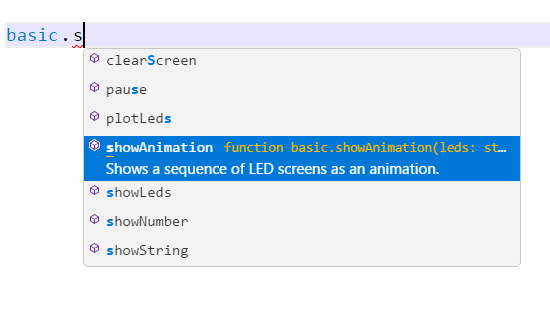 basic.s
clearScreen
pause
plotLeds
showAnimation function basic.showAnimation(leds: st…
Shows a sequence of LED screens as an animation.
showLeds
showNumber
showString